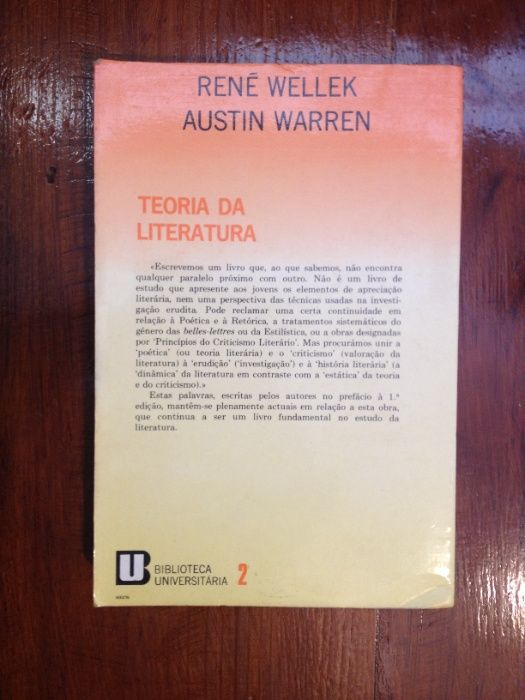 RENÉ WELLEK
AUSTIN WARREN
TEORIA DA
LITERATURA
«Escrevemos um livro que, ao que sabemos, não encontra
qualquer paralelo próximo com outro. Não é um livro de
estudo que apresente aos jovens os elementos de apreciação
literária, nem uma perspectiva das técnicas usadas na investi-
gação erudita. Pode reclamar uma certa continuidade em
relação à Poética e à Retórica, a tratamentos sistemáticos do
género das belles-lettres ou da Estilística, ou a obras designadas
por 'Princípios do Criticismo Literário'. Mas procurámos unir a
'poética' (ou teoria literária) e o 'criticismo' (valoração da
literatura) à 'erudição' ('investigação') e à 'história literária' (a
'dinâmica' da literatura em contraste com a 'estática' da teoria
e do criticismo).»
Estas palavras, escritas pelos autores no prefácio à 1.ª
edição, mantêm-se plenamente actuais em relação a esta obra,
que continua a ser um livro fundamental no estudo da
literatura.
UB
BIBLIOTECA
UNIVERSITÁRIA 2